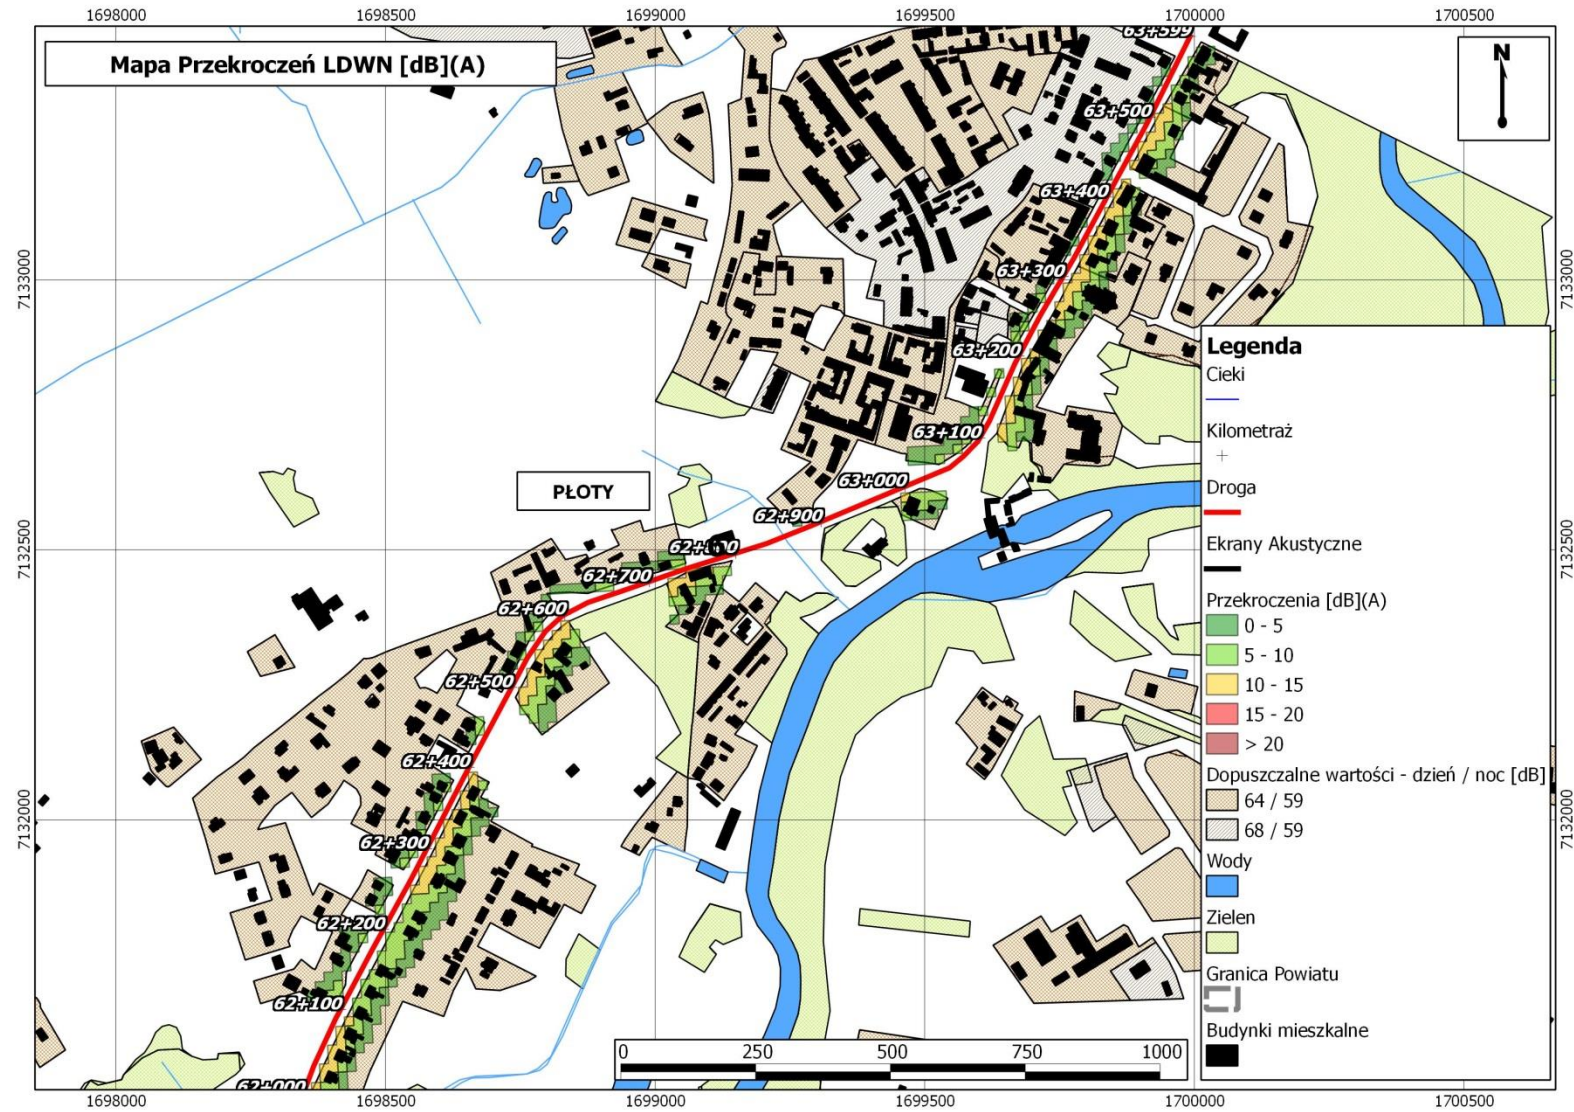 1698000 1698500 1699000 1699500 1700000 1700500
Mapa Przekroczeń LDWN [dB](A)
N
63+599
63+500
63+400
7133000
63+300
7133000
63+200
Legenda
Cieki
Kilometraż
63+100
63+000
Droga
PŁOTY
62+900
7132500
Ekrany Akustyczne
7132500
62+700
62+600
Przekroczenia [dB](A)
0 - 5
5 - 10
62+500
10 - 15
15 - 20
> 20
62+400
Dopuszczalne wartości - dzień / noc [dB]
64 / 59
7132000
68 / 59
7132000
62+300
Wody
62+200
Zielen
Granica Powiatu
62+100
Budynki mieszkalne
0 250 500 750 1000
62+000
1698000 1698500 1699000 1699500 1700000 1700500